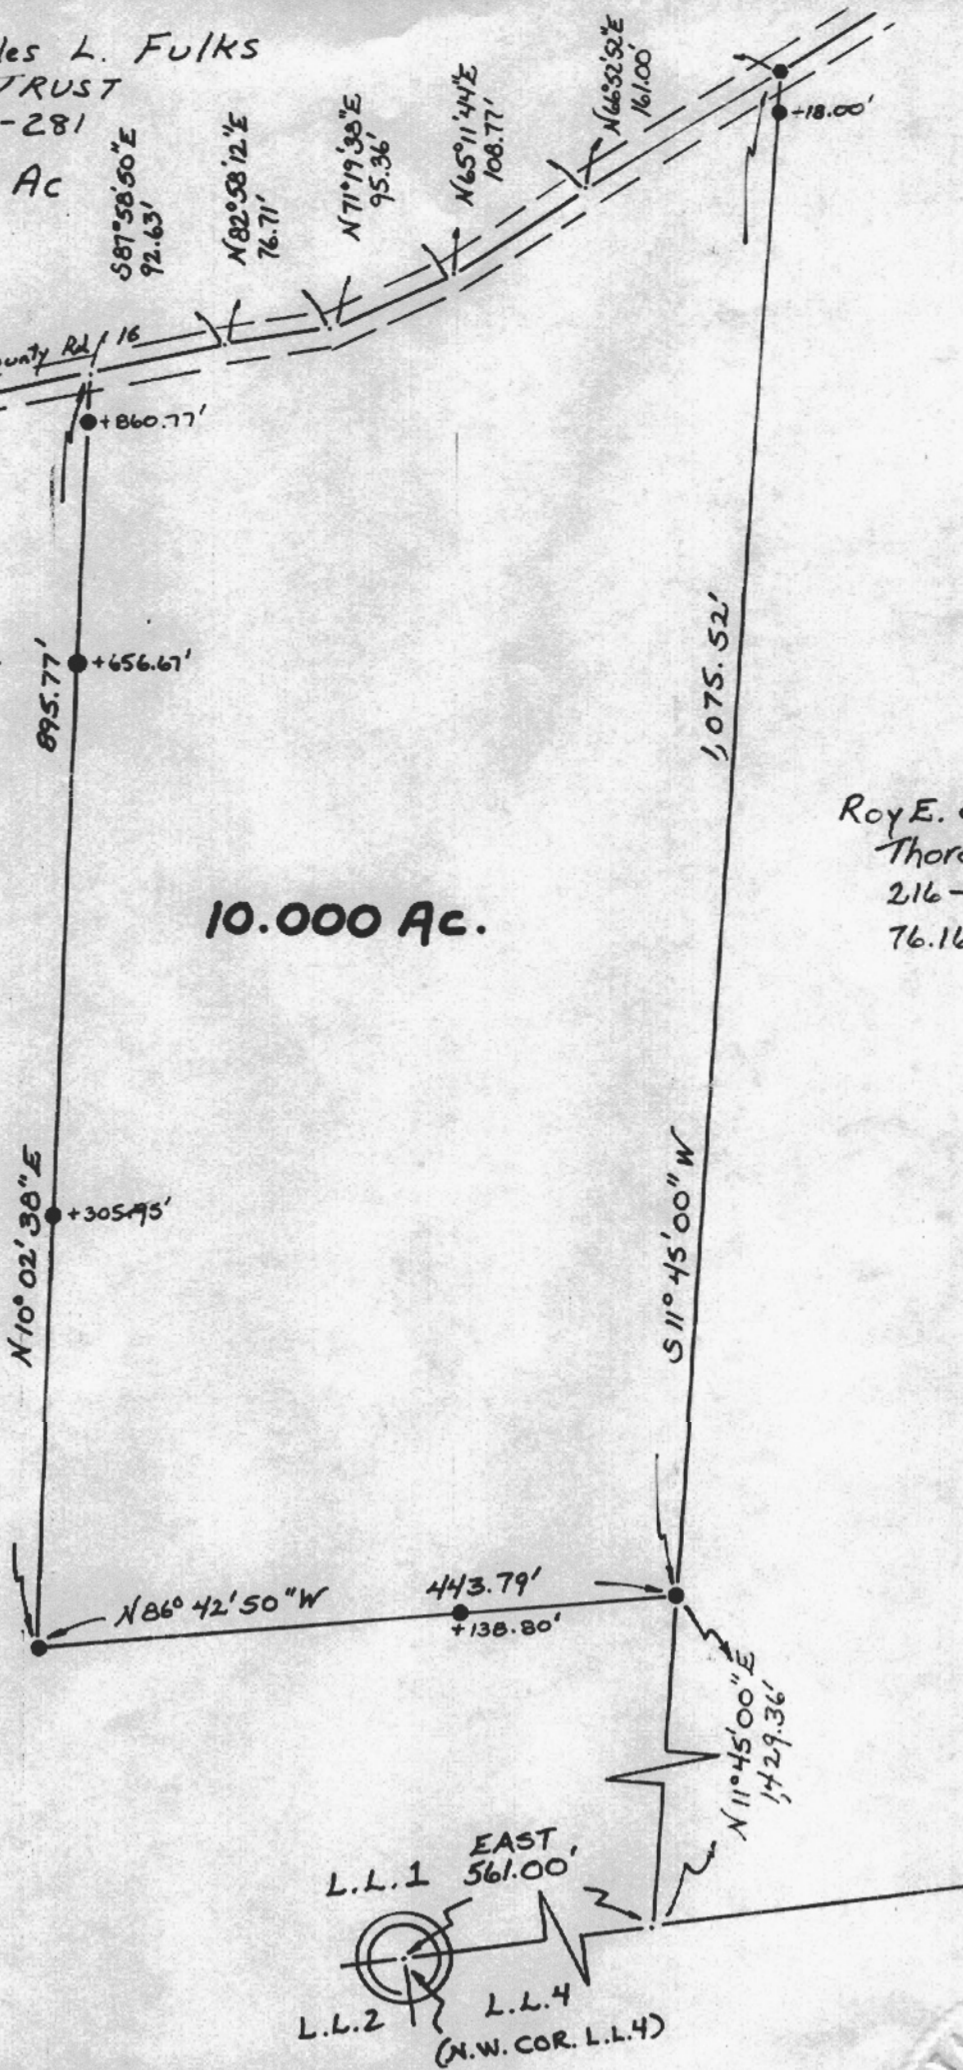 L. Fulks
TRUST
-281
Ac
S87°58'50"E
92.63'
N82°58'12"E
76.71'
N71°19'38"E
95.36'
N65°11'44"E
108.77'
N66°52'52"E
161.00'
+18.00'
Rd 16
+860.77'
895.77'
+656.67'
1,075.52'
Roy E.
216-
76.16
10.000 Ac.
N10°02'38"E
+305.95'
S11°45'00"W
N86°42'50"W
443.79'
+138.80'
N11°45'00"E
1,429.36'
EAST
561.00'
L.L.1
L.L.2
L.L.4
(N.W. COR. L.L.4)